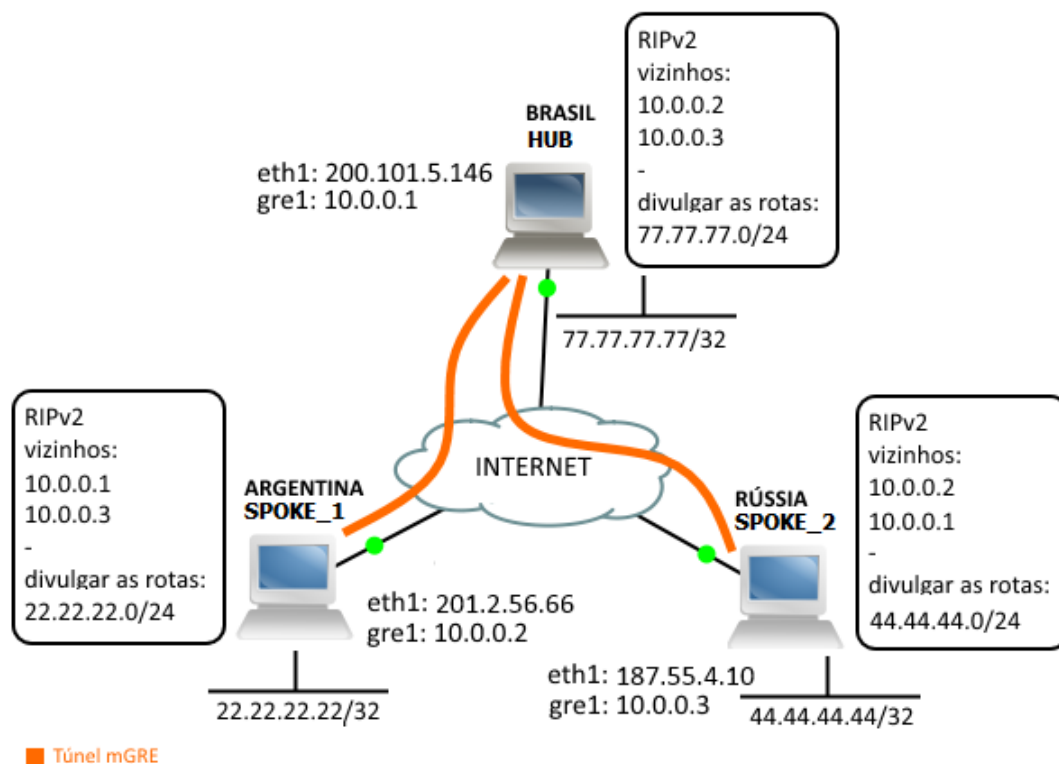 RIPv2
vizinhos:
10.0.0.2
10.0.0.3
-
divulgar as rotas:
77.77.77.0/24
BRASIL
HUB
eth1: 200.101.5.146
gre1: 10.0.0.1
77.77.77.77/32
RIPv2
vizinhos:
10.0.0.1
10.0.0.3
-
divulgar as rotas:
22.22.22.0/24
INTERNET
ARGENTINA
SPOKE_1
eth1: 201.2.56.66
gre1: 10.0.0.2
22.22.22.22/32
RÚSSIA
SPOKE_2
RIPv2
vizinhos:
10.0.0.2
10.0.0.1
-
divulgar as rotas:
44.44.44.0/24
eth1: 187.55.4.10
gre1: 10.0.0.3
44.44.44.44/32
Túnel mGRE